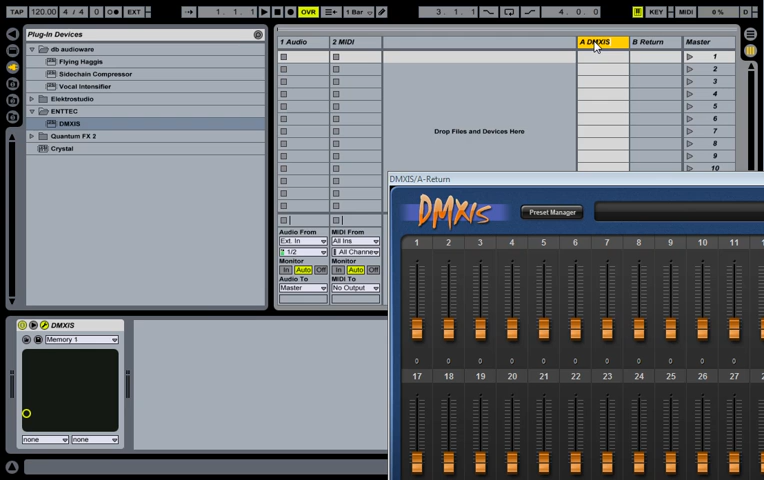 TAP 120.00 4 / 4 0 EXT 1. 1. 1 OVR 1 Bar 3. 1. 1 4. 0. 0 KEY MIDI 0 % D
Plug-In Devices
db audioware
Flying Haggis
Sidechain Compressor
Vocal Intensifier
Elektrostudio
ENTTEC
DMXIS
Quantum FX 2
Crystal
1 Audio 2 MIDI A DMXIS B Return Master
1
2
3
4
5
6
7
8
9
10
Drop Files and Devices Here
Audio From MIDI From
Ext. In All Ins
1/2 All Channe
Monitor Monitor
In Auto Off In Auto Off
Audio To MIDI To
Master No Output
DMXIS/A-Return
DMXIS Preset Manager
1 2 3 4 5 6 7 8 9 10 11
0 0 0 0 0 0 0 0 0 0 0
17 18 19 20 21 22 23 24 25 26 27
DMXIS
Memory 1
none none